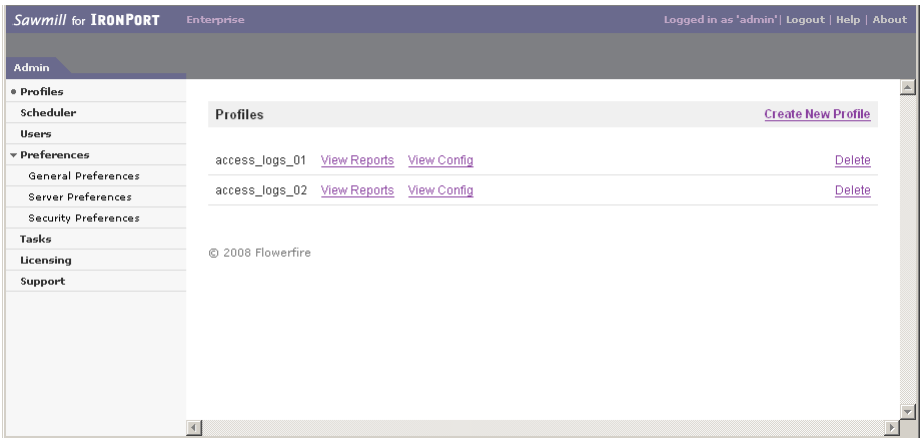 Sawmill for IRONPORT Enterprise Logged in as 'admin' | Logout | Help | About
Admin
Profiles
Scheduler
Users
Preferences
General Preferences
Server Preferences
Security Preferences
Tasks
Licensing
Support
Profiles Create New Profile
access_logs_01 View Reports View Config Delete
access_logs_02 View Reports View Config Delete
© 2008 Flowerfire